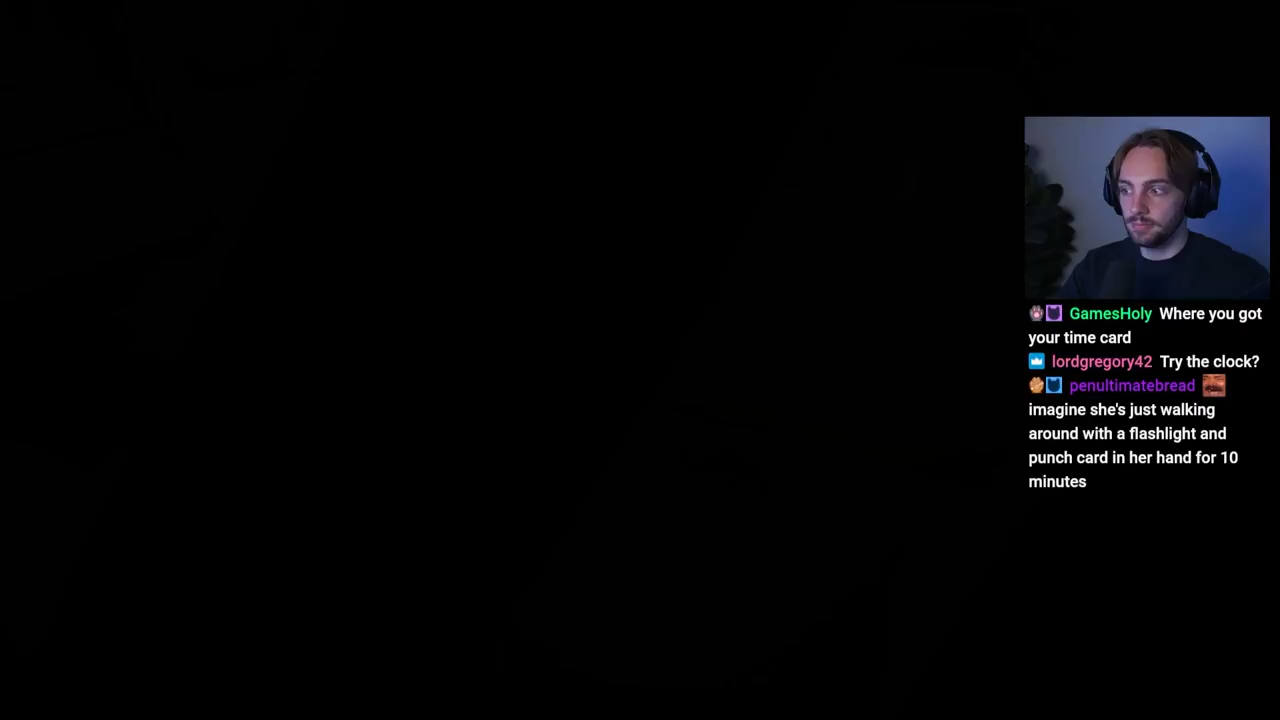 GamesHoly Where you got
your time card
lordgregory42 Try the clock?
penultimatebread
imagine she's just walking
around with a flashlight and
punch card in her hand for 10
minutes